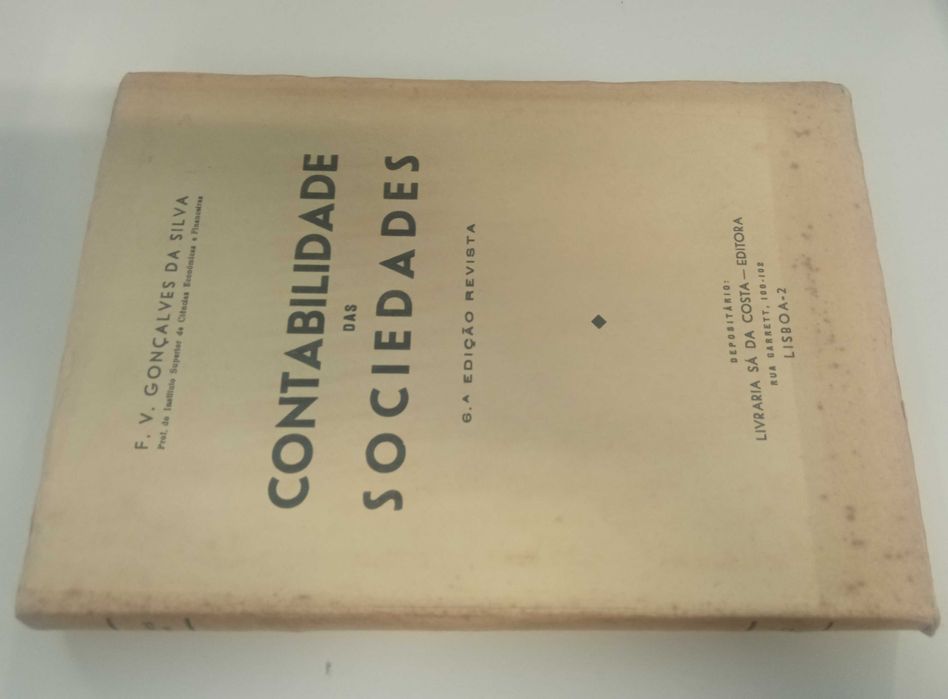 F. V. GONÇALVES DA SILVA
Prof. do Instituto Superior de Ciências Económicas e Financeiras
CONTABILIDADE
DAS
SOCIEDADES
6.A EDIÇÃO REVISTA
DEPOSITÁRIO:
LIVRARIA SÁ DA COSTA — EDITORA
RUA GARRETT, 100-102
LISBOA-2